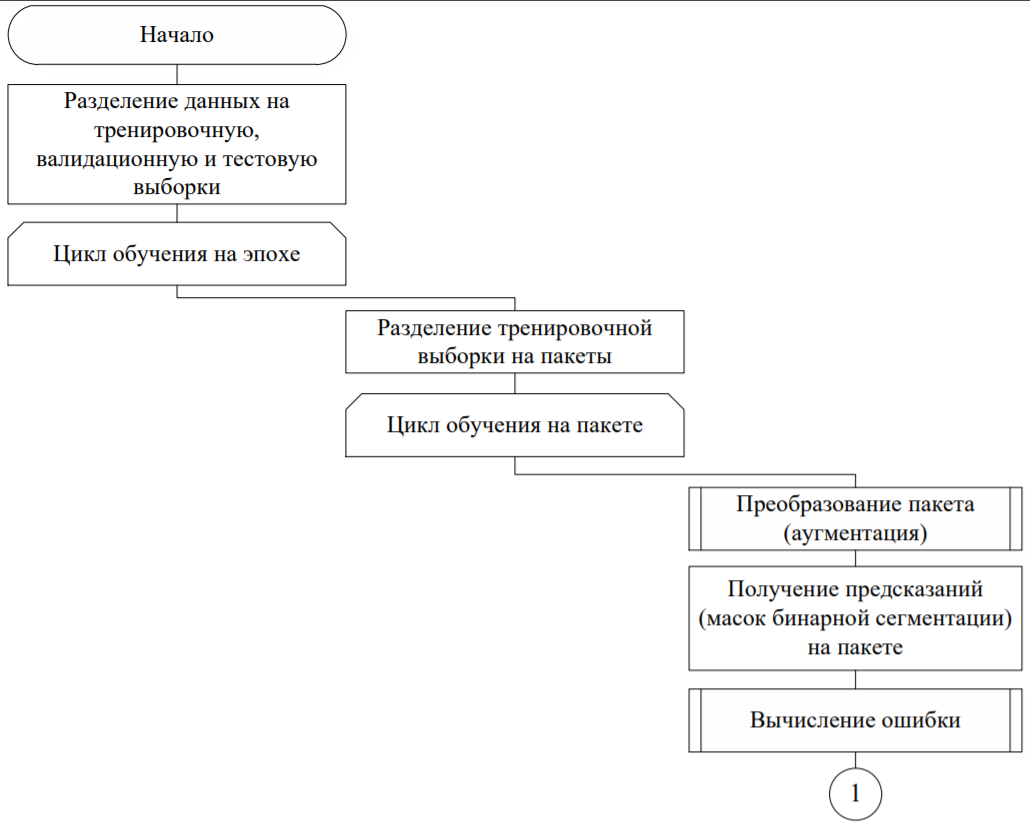 Начало
Разделение данных на
тренировочную,
валидационную и тестовую
выборки
Цикл обучения на эпохе
Разделение тренировочной
выборки на пакеты
Цикл обучения на пакете
Преобразование пакета
(аугментация)
Получение предсказаний
(масок бинарной сегментации)
на пакете
Вычисление ошибки
1